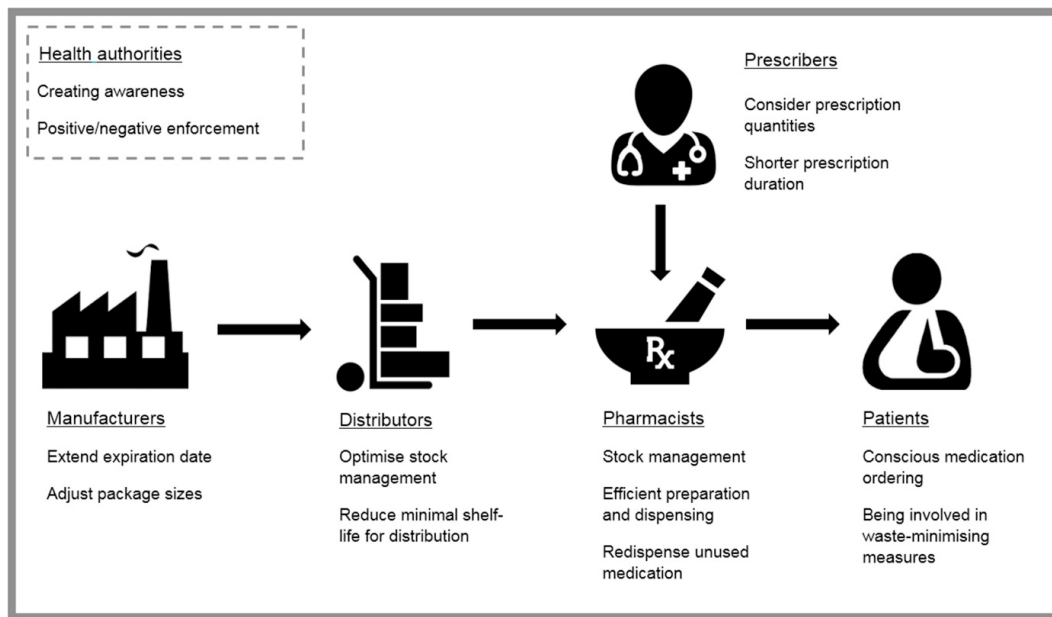 Health authorities
Creating awareness
Positive/negative enforcement
Prescribers
Consider prescription
quantities
Shorter prescription
duration
Rx
Manufacturers
Extend expiration date
Adjust package sizes
Distributors
Optimise stock
management
Reduce minimal shelf-
life for distribution
Pharmacists
Stock management
Efficient preparation
and dispensing
Redispense unused
medication
Patients
Conscious medication
ordering
Being involved in
waste-minimising
measures